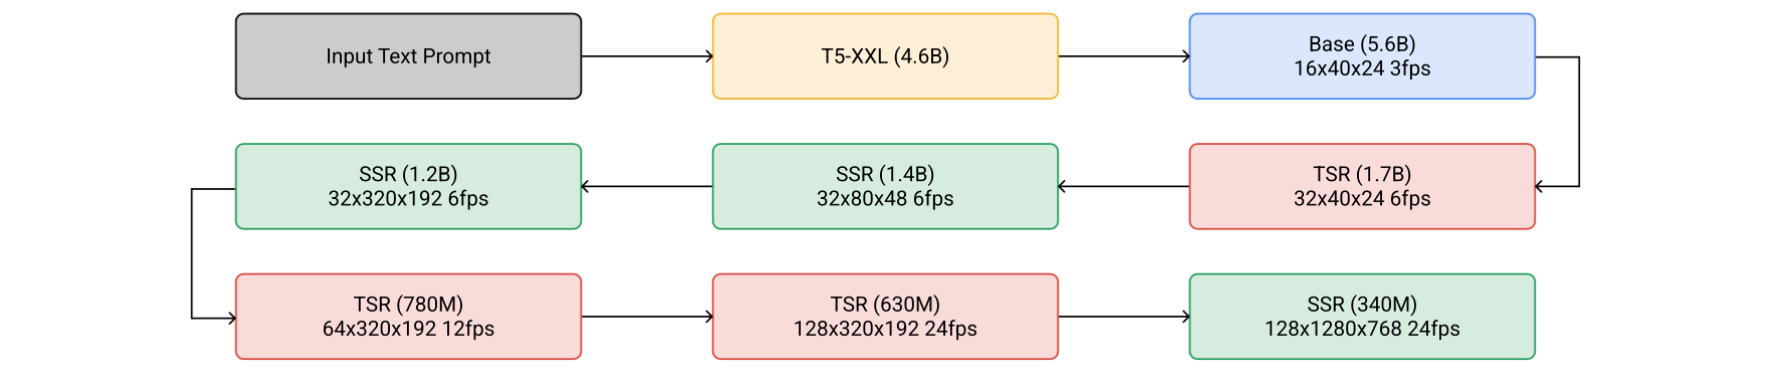 Input Text Prompt
T5-XXL (4.6B)
Base (5.6B)
16x40x24 3fps
TSR (1.7B)
32x40x24 6fps
SSR (1.4B)
32x80x48 6fps
SSR (1.2B)
32x320x192 6fps
TSR (780M)
64x320x192 12fps
TSR (630M)
128x320x192 24fps
SSR (340M)
128x1280x768 24fps